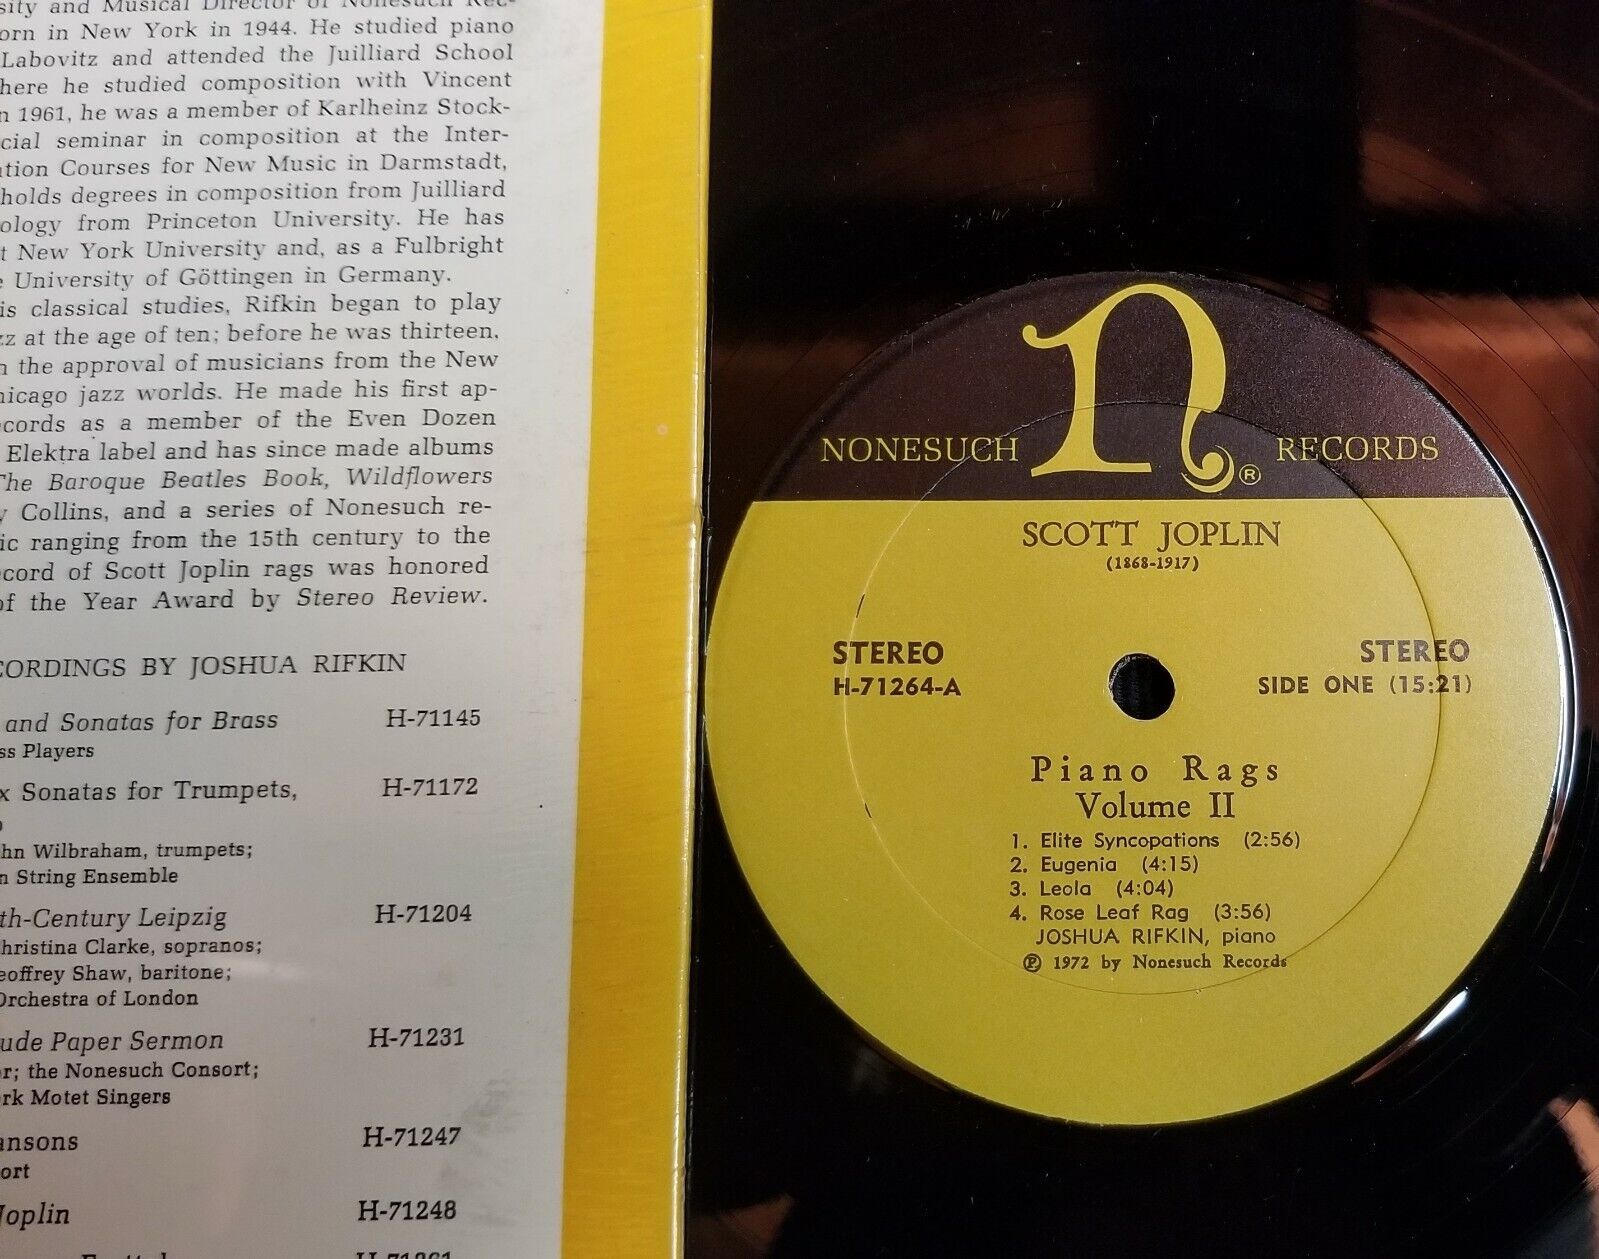 sity and Musical Director of Nonesuch Rec-
orn in New York in 1944. He studied piano
Labovitz and attended the Juilliard School
here he studied composition with Vincent
n 1961, he was a member of Karlheinz Stock-
cial seminar in composition at the Inter-
ation Courses for New Music in Darmstadt,
holds degrees in composition from Juilliard
ology from Princeton University. He has
t New York University and, as a Fulbright
e University of Göttingen in Germany.
is classical studies, Rifkin began to play
zz at the age of ten; before he was thirteen,
n the approval of musicians from the New
hicago jazz worlds. He made his first ap-
cords as a member of the Even Dozen
Elektra label and has since made albums
The Baroque Beatles Book, Wildflowers
y Collins, and a series of Nonesuch re-
ic ranging from the 15th century to the
cord of Scott Joplin rags was honored
of the Year Award by Stereo Review.
CORDINGS BY JOSHUA RIFKIN
and Sonatas for Brass H-71145
ss Players
x Sonatas for Trumpets, H-71172
hn Wilbraham, trumpets;
n String Ensemble
th-Century Leipzig H-71204
hristina Clarke, sopranos;
eoffrey Shaw, baritone;
Orchestra of London
ude Paper Sermon H-71231
or; the Nonesuch Consort;
ork Motet Singers
ansons H-71247
ort
Joplin H-71248
n
NONESUCH RECORDS
®
SCOTT JOPLIN
(1868-1917)
STEREO STEREO
H-71264-A SIDE ONE (15:21)
Piano Rags
Volume II
1. Elite Syncopations (2:56)
2. Eugenia (4:15)
3. Leola (4:04)
4. Rose Leaf Rag (3:56)
JOSHUA RIFKIN, piano
℗ 1972 by Nonesuch Records